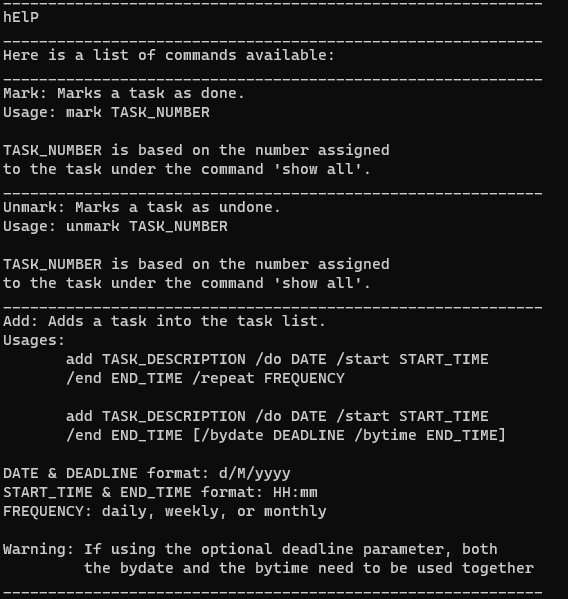 ____________________________________________________________
hElP
____________________________________________________________
Here is a list of commands available:
____________________________________________________________
Mark: Marks a task as done.
Usage: mark TASK_NUMBER

TASK_NUMBER is based on the number assigned
to the task under the command 'show all'.
____________________________________________________________
Unmark: Marks a task as undone.
Usage: unmark TASK_NUMBER

TASK_NUMBER is based on the number assigned
to the task under the command 'show all'.
____________________________________________________________
Add: Adds a task into the task list.
Usages:
       add TASK_DESCRIPTION /do DATE /start START_TIME
       /end END_TIME /repeat FREQUENCY

       add TASK_DESCRIPTION /do DATE /start START_TIME
       /end END_TIME [/bydate DEADLINE /bytime END_TIME]

DATE & DEADLINE format: d/M/yyyy
START_TIME & END_TIME format: HH:mm
FREQUENCY: daily, weekly, or monthly

Warning: If using the optional deadline parameter, both
         the bydate and the bytime need to be used together
____________________________________________________________